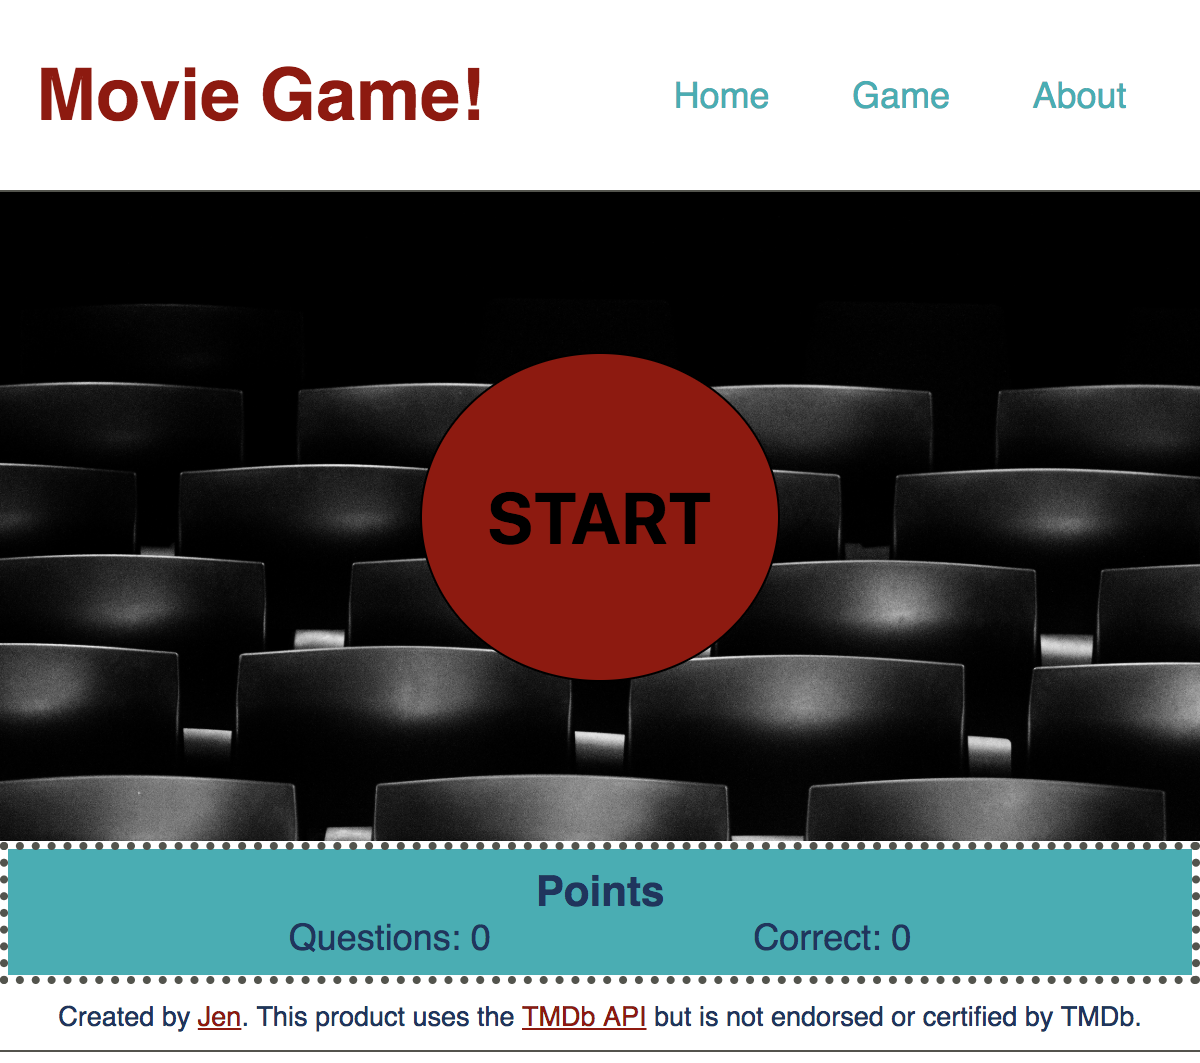 Movie Game!
Home Game About
START
Points
Questions: 0 Correct: 0
Created by Jen. This product uses the TMDb API but is not endorsed or certified by TMDb.